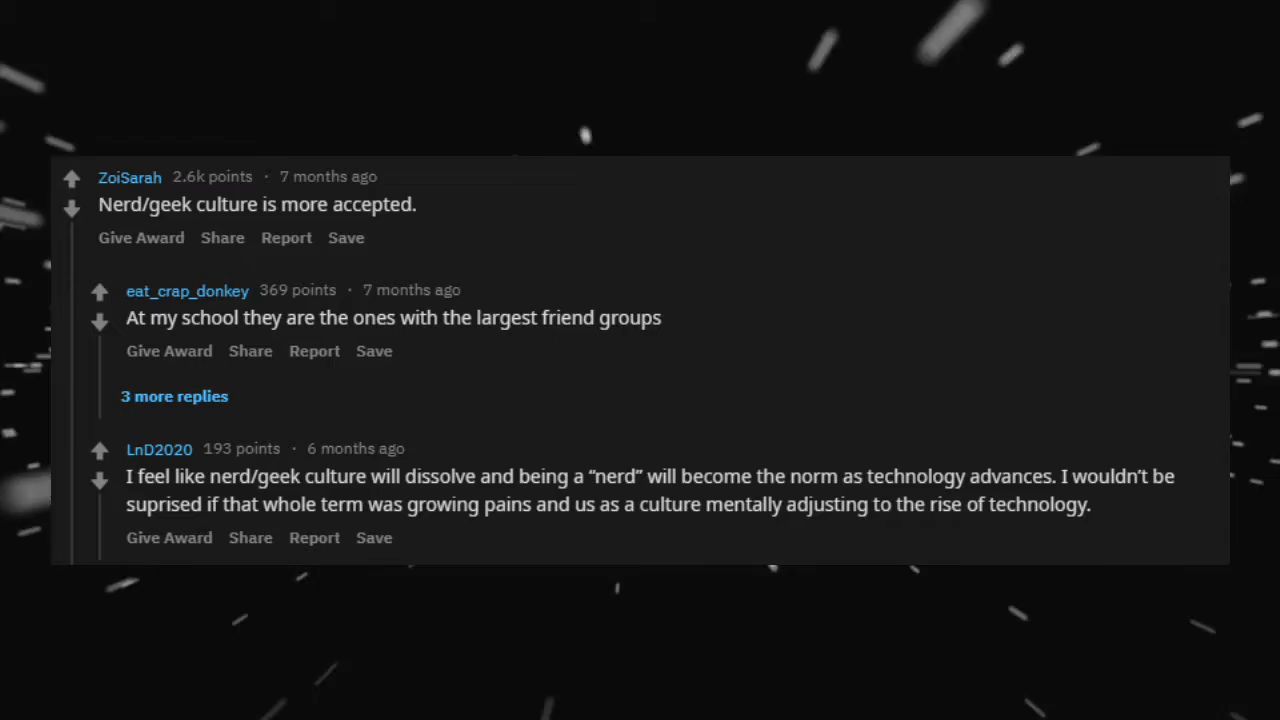 ZoiSarah 2.6k points · 7 months ago
Nerd/geek culture is more accepted.
Give Award Share Report Save
eat_crap_donkey 369 points · 7 months ago
At my school they are the ones with the largest friend groups
Give Award Share Report Save
3 more replies
LnD2020 193 points · 6 months ago
I feel like nerd/geek culture will dissolve and being a “nerd” will become the norm as technology advances. I wouldn’t be
suprised if that whole term was growing pains and us as a culture mentally adjusting to the rise of technology.
Give Award Share Report Save